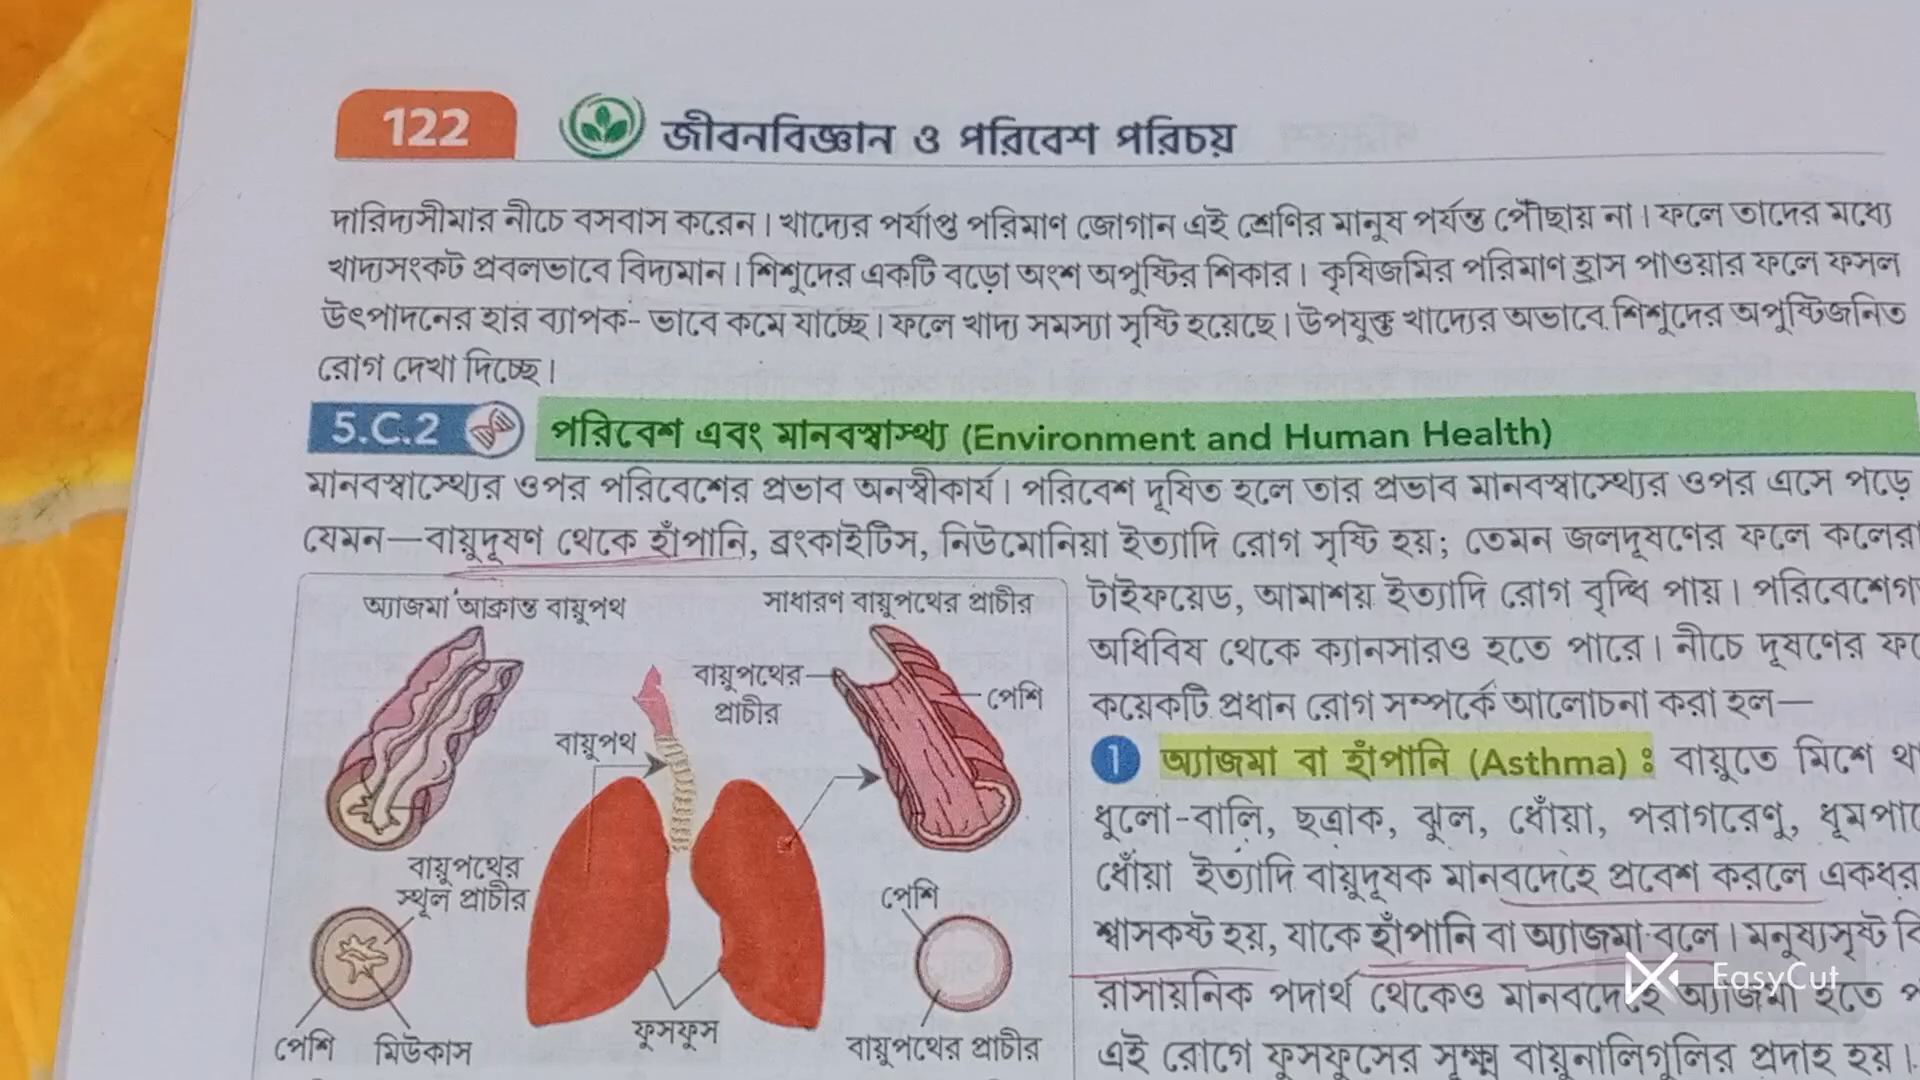 122
জীবনবিজ্ঞান ও পরিবেশ পরিচয়
দারিদ্যসীমার নীচে বসবাস করেন। খাদ্যের পর্যাপ্ত পরিমাণ জোগান এই শ্রেণির মানুষ পর্যন্ত পৌঁছায় না। ফলে তাদের মধ্যে
খাদ্যসংকট প্রবলভাবে বিদ্যমান। শিশুদের একটি বড়ো অংশ অপুষ্টির শিকার। কৃষিজমির পরিমাণ হ্রাস পাওয়ার ফলে ফসল
উৎপাদনের হার ব্যাপক- ভাবে কমে যাচ্ছে। ফলে খাদ্য সমস্যা সৃষ্টি হয়েছে। উপযুক্ত খাদ্যের অভাবে শিশুদের অপুষ্টিজনিত
রোগ দেখা দিচ্ছে।
5.C.2 পরিবেশ এবং মানবস্বাস্থ্য (Environment and Human Health)
মানবস্বাস্থ্যের ওপর পরিবেশের প্রভাব অনস্বীকার্য। পরিবেশ দূষিত হলে তার প্রভাব মানবস্বাস্থ্যের ওপর এসে পড়ে
যেমন—বায়ুদূষণ থেকে হাঁপানি, ব্রংকাইটিস, নিউমোনিয়া ইত্যাদি রোগ সৃষ্টি হয়; তেমন জলদূষণের ফলে কলেরা
অ্যাজমা আক্রান্ত বায়ুপথ
সাধারণ বায়ুপথের প্রাচীর
বায়ুপথের
প্রাচীর
পেশি
বায়ুপথ
বায়ুপথের
স্থূল প্রাচীর
পেশি
পেশি
মিউকাস
ফুসফুস
বায়ুপথের প্রাচীর
টাইফয়েড, আমাশয় ইত্যাদি রোগ বৃদ্ধি পায়। পরিবেশেগ
অধিবিষ থেকে ক্যানসারও হতে পারে। নীচে দূষণের
কয়েকটি প্রধান রোগ সম্পর্কে আলোচনা করা হল—
1 অ্যাজমা বা হাঁপানি (Asthma) : বায়ুতে মিশে
ধুলো-বালি, ছত্রাক, ঝুল, ধোঁয়া, পরাগরেণু, ধূমপা
ধোঁয়া ইত্যাদি বায়ুদূষক মানবদেহে প্রবেশ করলে একধর
শ্বাসকষ্ট হয়, যাকে হাঁপানি বা অ্যাজমা বলে। মনুষ্যসৃষ্ট
রাসায়নিক পদার্থ থেকেও মানবদেহে অ্যাজমা হতে
এই রোগে ফুসফুসের সূক্ষ্ম বায়ুনালিগুলির প্রদাহ হয়।
EasyCut